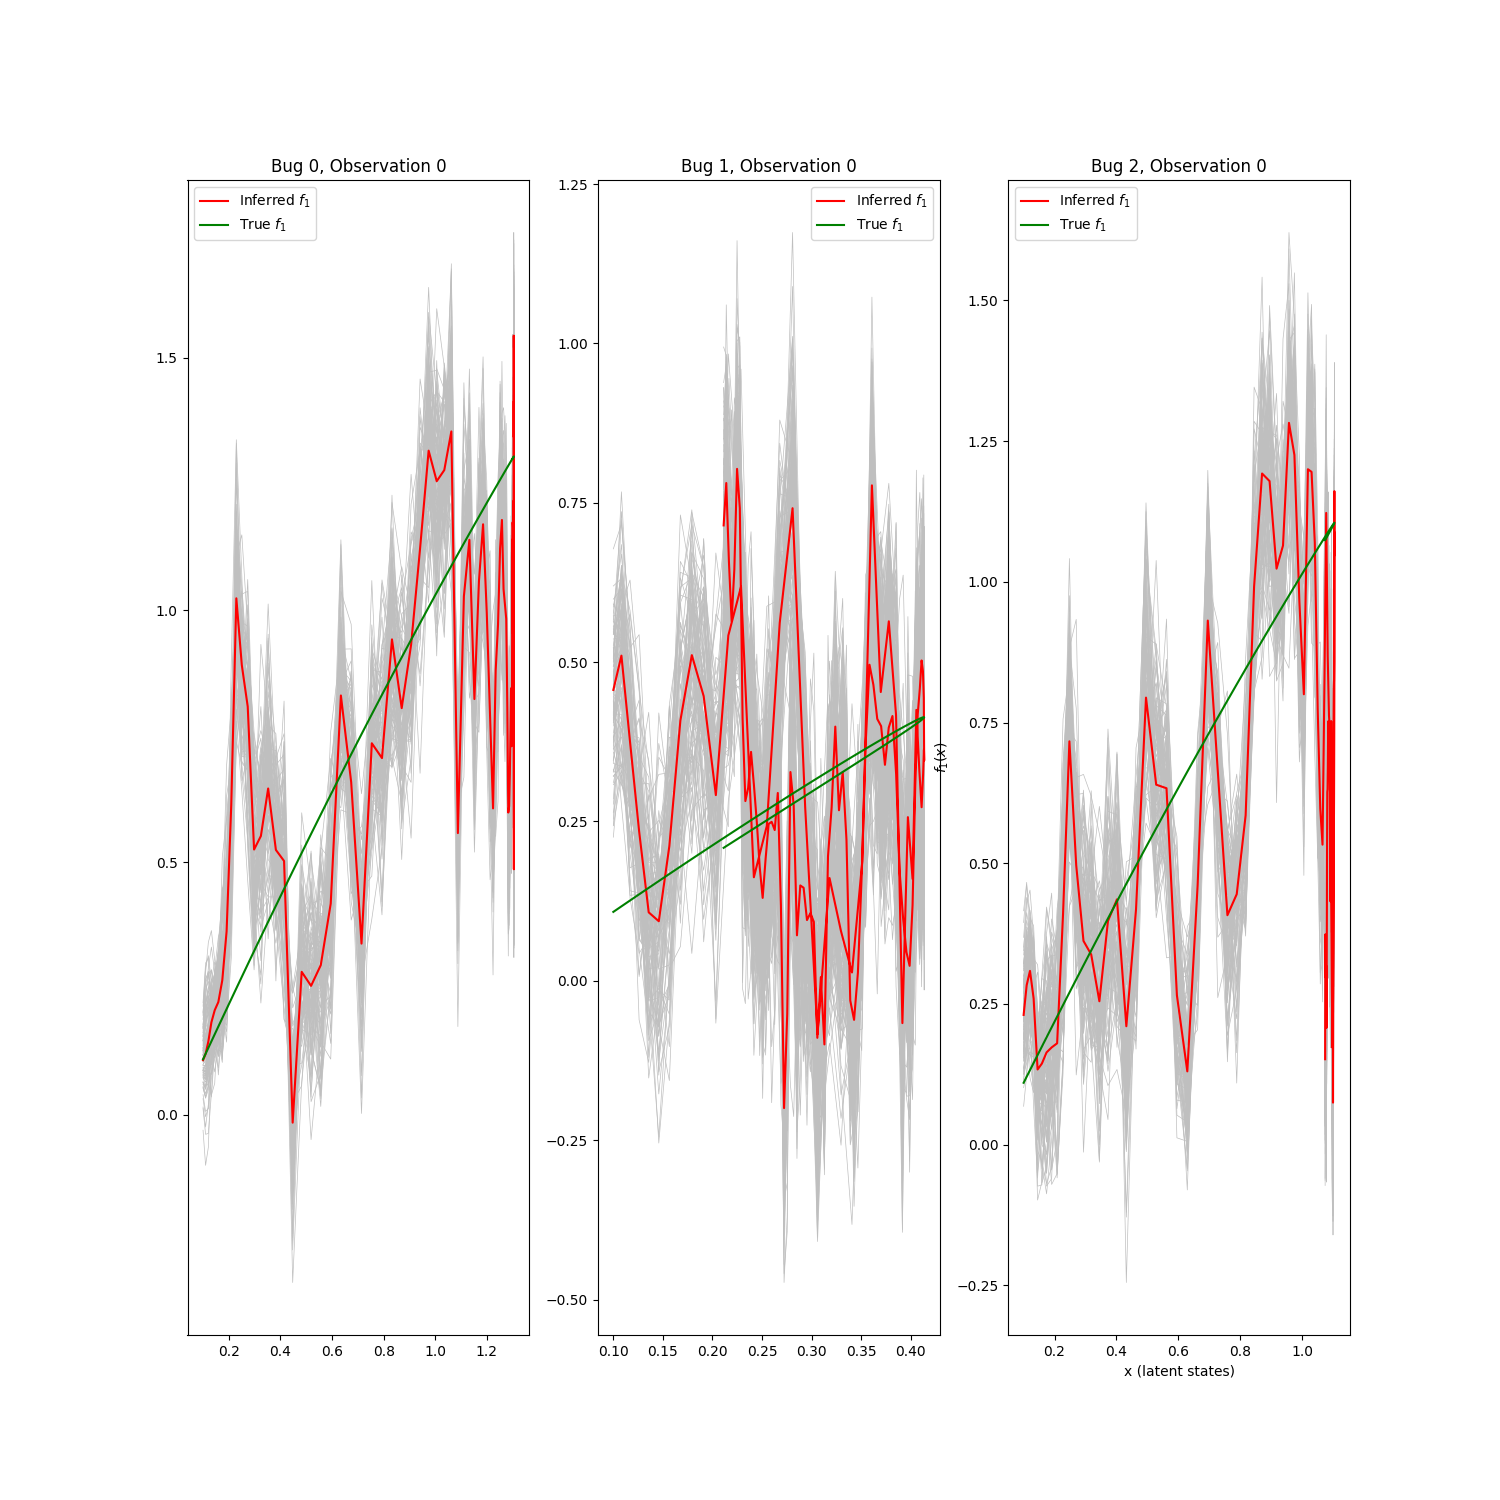 Bug 0, Observation 0
Inferred f₁
True f₁
1.5
1.0
0.5
0.0
0.2 0.4 0.6 0.8 1.0 1.2
Bug 1, Observation 0
Inferred f₁
True f₁
1.25
1.00
0.75
0.50
0.25
0.00
−0.25
−0.50
0.10 0.15 0.20 0.25 0.30 0.35 0.40
Bug 2, Observation 0
Inferred f₁
True f₁
f₁(x)
1.50
1.25
1.00
0.75
0.50
0.25
0.00
−0.25
0.2 0.4 0.6 0.8 1.0
x (latent states)